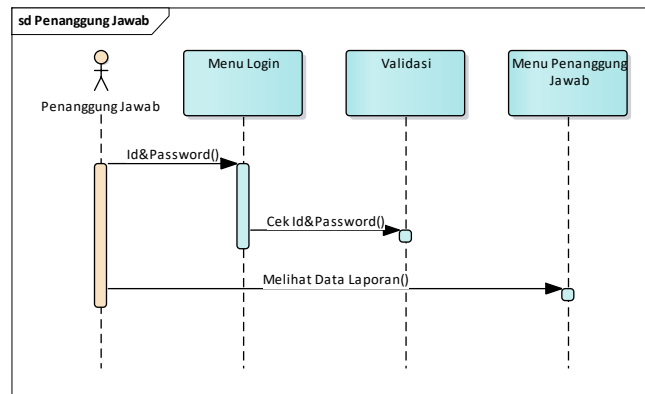 sd Penanggung Jawab
Penanggung Jawab
Menu Login
Validasi
Menu Penanggung
Jawab
Id&Password()
Cek Id&Password()
Melihat Data Laporan()